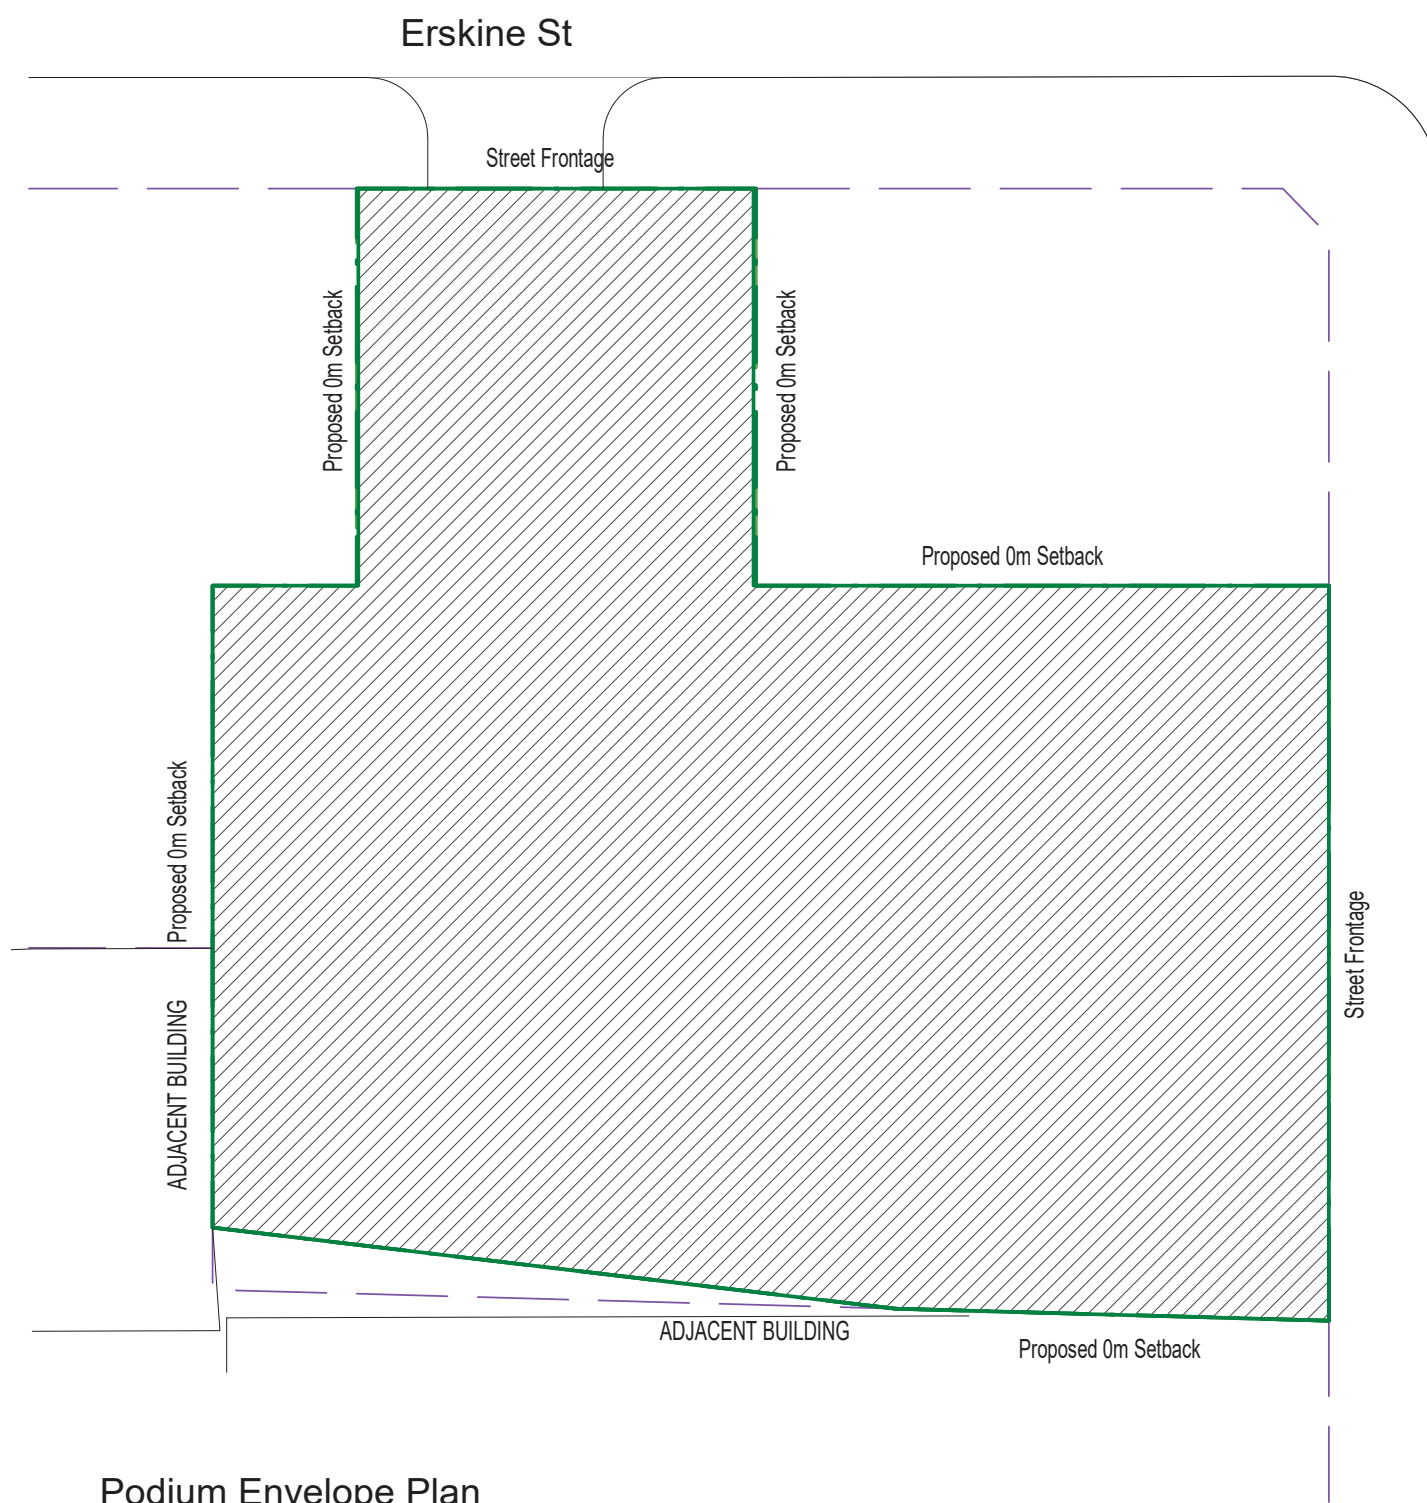 Erskine St
Street Frontage
Proposed 0m Setback
Proposed 0m Setback
Proposed 0m Setback
Proposed 0m Setback
Street Frontage
ADJACENT BUILDING
ADJACENT BUILDING
Proposed 0m Setback
Podium Envelope Plan